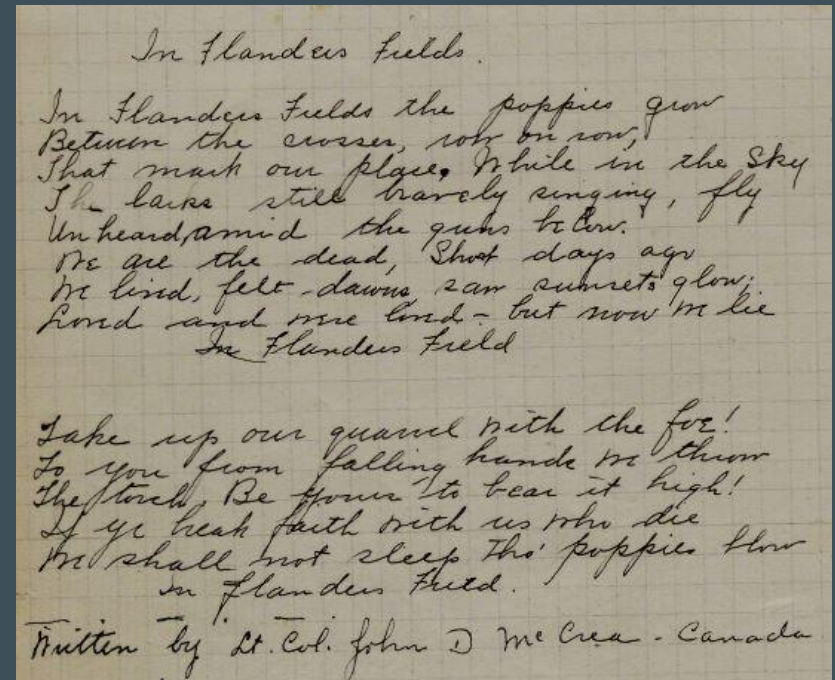 In Flanders Fields.
In Flanders Fields the poppies grow
Between the crosses, row on row,
That mark our place. While in the Sky
The larks still bravely singing, fly
Unheard, amid the guns below.
We are the dead, Short days ago
We lived, felt dawns, saw sunsets glow;
Loved and were loved - but now we lie
In Flanders Field
Take up our quarrel with the foe!
To you from falling hands we throw
The torch, Be yours to bear it high!
If ye break faith with us who die
We shall not sleep Tho' poppies blow
In Flanders Field.
Written by Lt. Col. John D McCrea - Canada